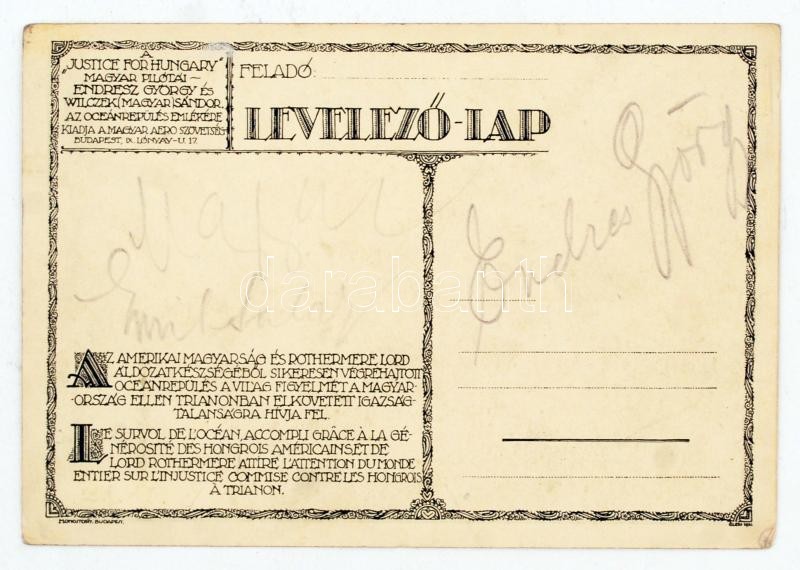 A
„JUSTICE FOR HUNGARY"
MAGYAR PILÓTÁI—
ENDRESZ GYÖRGY ÉS
WILCZEK (MAGYAR) SÁNDOR.
AZ OCEÁNREPÜLÉS EMLÉKÉRE
KIADJA A MAGYAR AERO SZÖVETSÉG
BUDAPEST, IX. LÓNYAY-U. 17.
FELADÓ:
LEVELEZŐ-LAP
Magyar
Endres György
darabanth
AZ AMERIKAI MAGYARSÁG ÉS ROTHERMERE LORD
ÁLDOZATKÉSZSÉGÉBŐL SIKERESEN VÉGREHAJTOTT
OCEÁNREPÜLÉS A VILÁG FIGYELMÉT A MAGYAR-
-ORSZÁG ELLEN TRIANONBAN ELKÖVETETT IGAZSÁG-
TALANSÁGRA HÍVJA FEL.
LE SURVOL DE L'OCÉAN, ACCOMPLI GRÂCE À LA GÉ-
NÉROSITÉ DES HONGROIS AMÉRICAINS ET DE
LORD ROTHERMERE ATTIRE L'ATTENTION DU MONDE
ENTIER SUR L'INJUSTICE COMMISE CONTRE LES HONGROIS
À TRIANON.